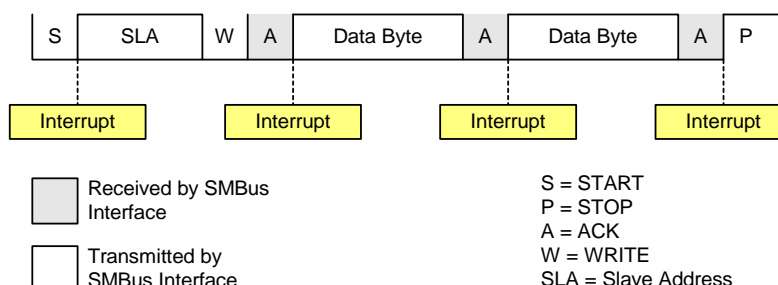 S SLA W A Data Byte A Data Byte A P
Interrupt Interrupt Interrupt Interrupt
Received by SMBus
Interface
Transmitted by
SMBus Interface
S = START
P = STOP
A = ACK
W = WRITE
SLA = Slave Address